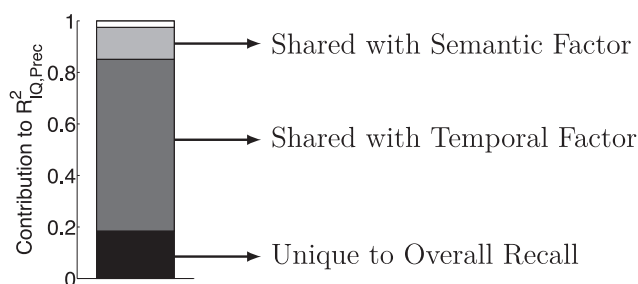 1
0.8
0.6
0.4
0.2
0
Contribution to R²IQ,Prec
Shared with Semantic Factor
Shared with Temporal Factor
Unique to Overall Recall